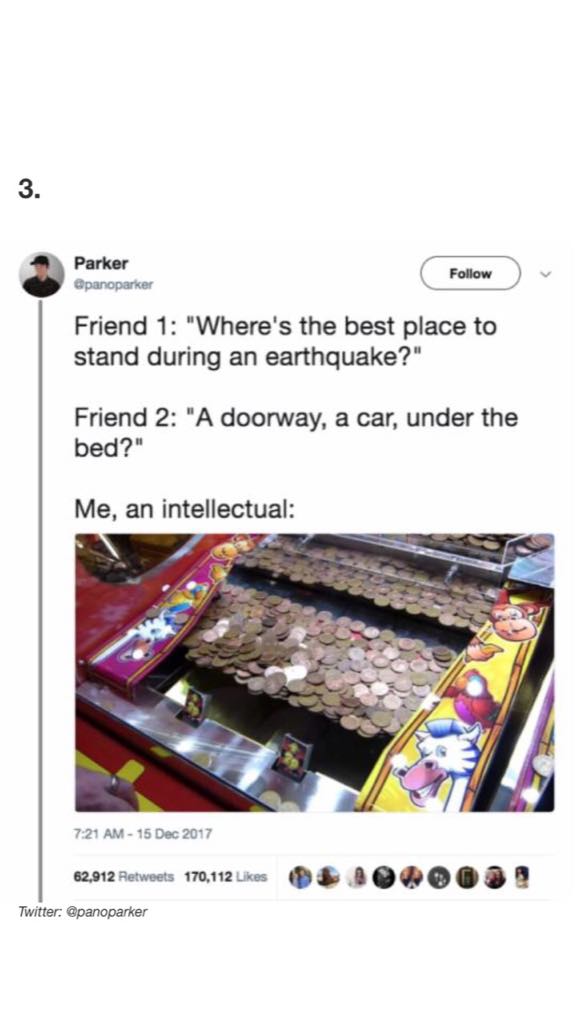 3.
Parker
@panoparker
Follow
Friend 1: "Where's the best place to
stand during an earthquake?"
Friend 2: "A doorway, a car, under the
bed?"
Me, an intellectual:
7:21 AM - 15 Dec 2017
62,912 Retweets 170,112 Likes
Twitter: @panoparker